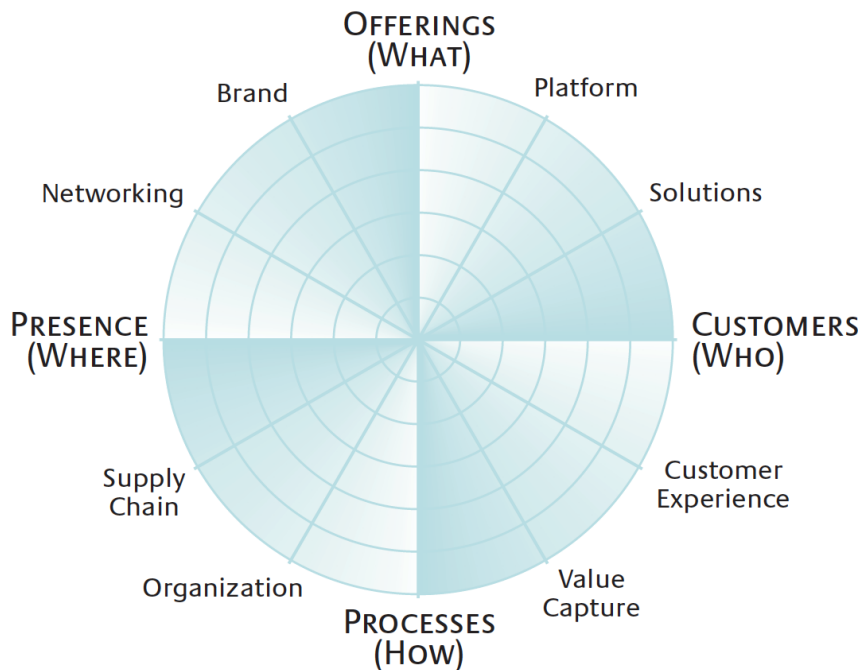 OFFERINGS
(WHAT)
Brand
Platform
Networking
Solutions
PRESENCE
(WHERE)
CUSTOMERS
(WHO)
Supply
Chain
Customer
Experience
Organization
Value
Capture
PROCESSES
(HOW)